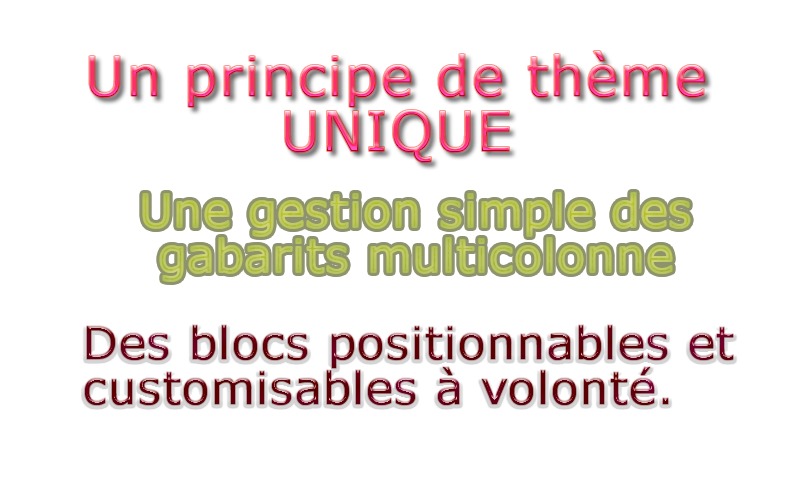 Un principe de thème
UNIQUE
Une gestion simple des
gabarits multicolonne
Des blocs positionnables et
customisables à volonté.